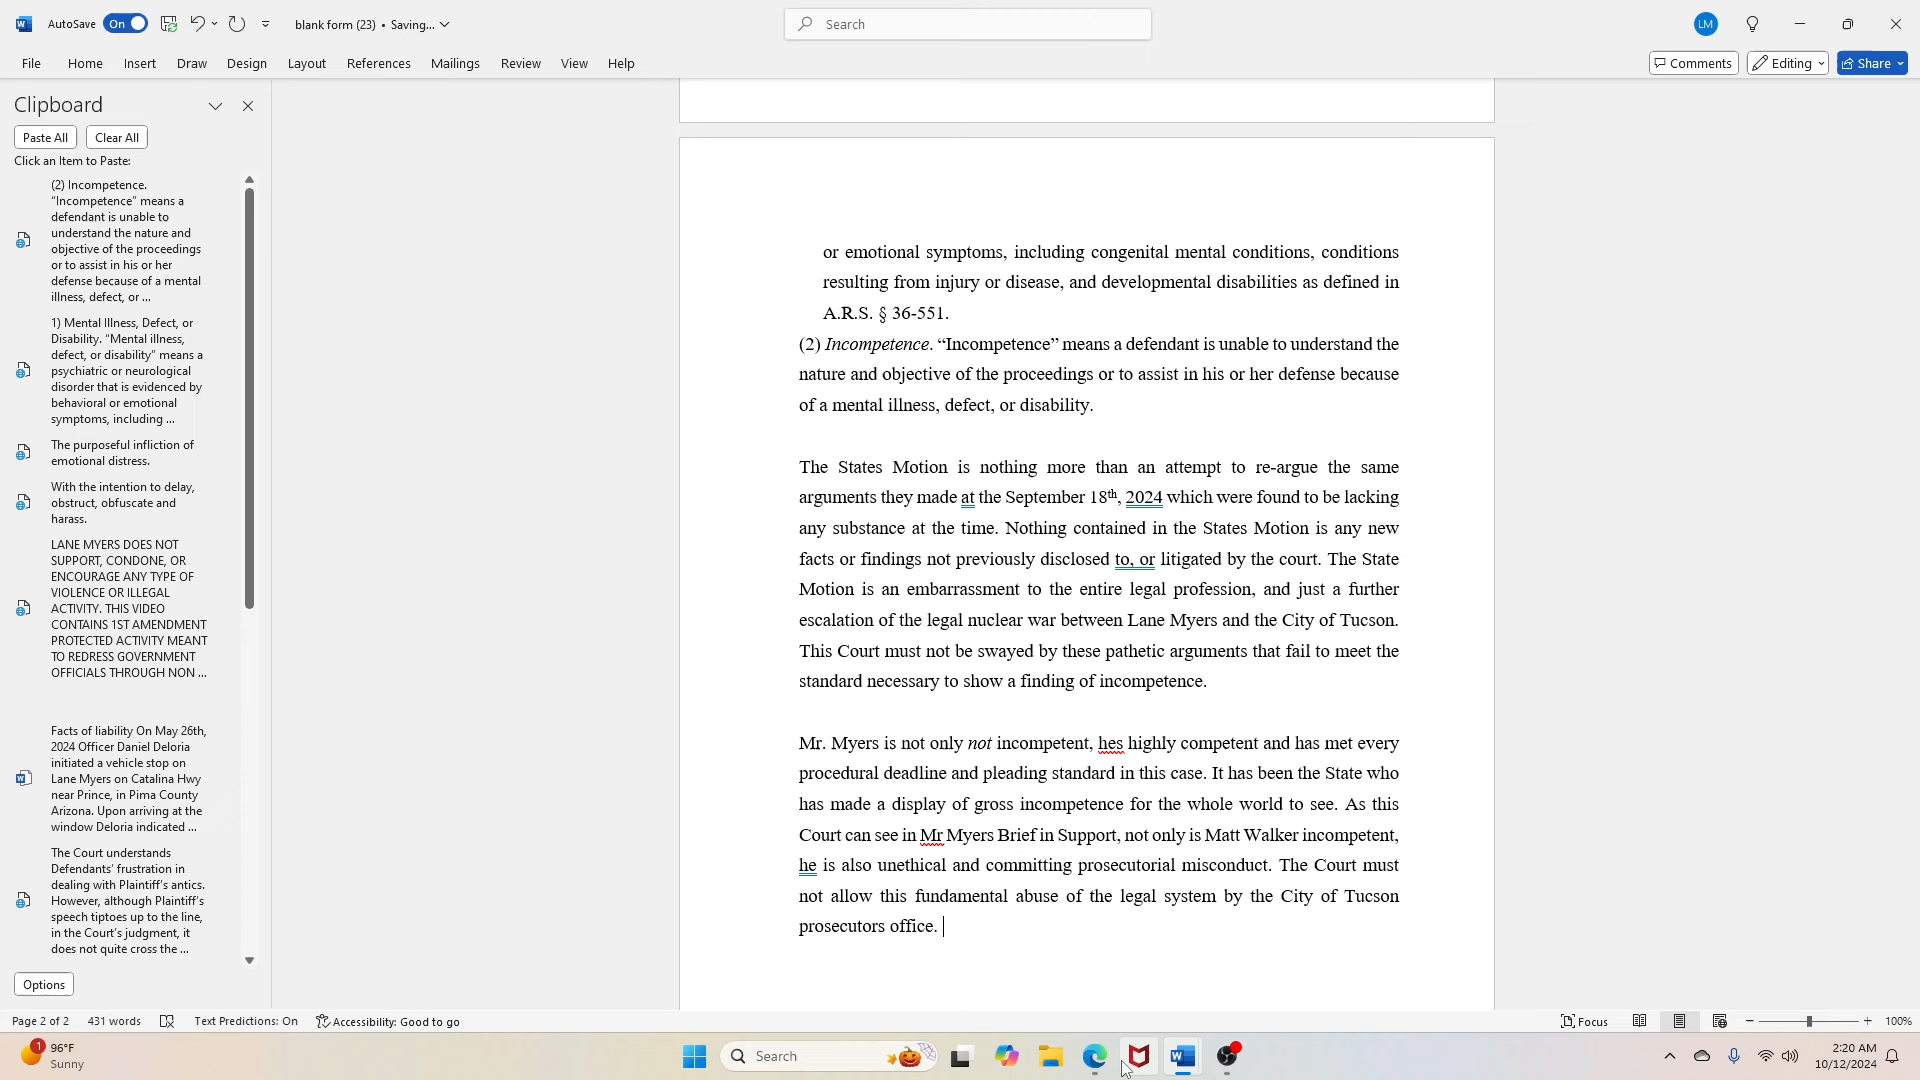 AutoSave
On
blank form (23) • Saving...
Search
LM
File
Home
Insert
Draw
Design
Layout
References
Mailings
Review
View
Help
Comments
Editing
Share
Clipboard
Paste All
Clear All
Click an Item to Paste:
(2) Incompetence.
“Incompetence” means a
defendant is unable to
understand the nature and
objective of the proceedings
or to assist in his or her
defense because of a mental
illness, defect, or ...
1) Mental Illness, Defect, or
Disability. “Mental illness,
defect, or disability” means a
psychiatric or neurological
disorder that is evidenced by
behavioral or emotional
symptoms, including ...
The purposeful infliction of
emotional distress.
With the intention to delay,
obstruct, obfuscate and
harass.
LANE MYERS DOES NOT
SUPPORT, CONDONE, OR
ENCOURAGE ANY TYPE OF
VIOLENCE OR ILLEGAL
ACTIVITY. THIS VIDEO
CONTAINS 1ST AMENDMENT
PROTECTED ACTIVITY MEANT
TO REDRESS GOVERNMENT
OFFICIALS THROUGH NON ...
Facts of liability On May 26th,
2024 Officer Daniel Deloria
initiated a vehicle stop on
Lane Myers on Catalina Hwy
near Prince, in Pima County
Arizona. Upon arriving at the
window Deloria indicated ...
The Court understands
Defendants’ frustration in
dealing with Plaintiff’s antics.
However, although Plaintiff’s
speech tiptoes up to the line,
in the Court’s judgment, it
does not quite cross the ...
Options
or emotional symptoms, including congenital mental conditions, conditions
resulting from injury or disease, and developmental disabilities as defined in
A.R.S. § 36-551.
(2) Incompetence. “Incompetence” means a defendant is unable to understand the
nature and objective of the proceedings or to assist in his or her defense because
of a mental illness, defect, or disability.
The States Motion is nothing more than an attempt to re-argue the same
arguments they made at the September 18th, 2024 which were found to be lacking
any substance at the time. Nothing contained in the States Motion is any new
facts or findings not previously disclosed to, or litigated by the court. The State
Motion is an embarrassment to the entire legal profession, and just a further
escalation of the legal nuclear war between Lane Myers and the City of Tucson.
This Court must not be swayed by these pathetic arguments that fail to meet the
standard necessary to show a finding of incompetence.
Mr. Myers is not only not incompetent, hes highly competent and has met every
procedural deadline and pleading standard in this case. It has been the State who
has made a display of gross incompetence for the whole world to see. As this
Court can see in Mr Myers Brief in Support, not only is Matt Walker incompetent,
he is also unethical and committing prosecutorial misconduct. The Court must
not allow this fundamental abuse of the legal system by the City of Tucson
prosecutors office.
Page 2 of 2
431 words
Text Predictions: On
Accessibility: Good to go
Focus
100%
1
96°F
Sunny
Search
2:20 AM
10/12/2024